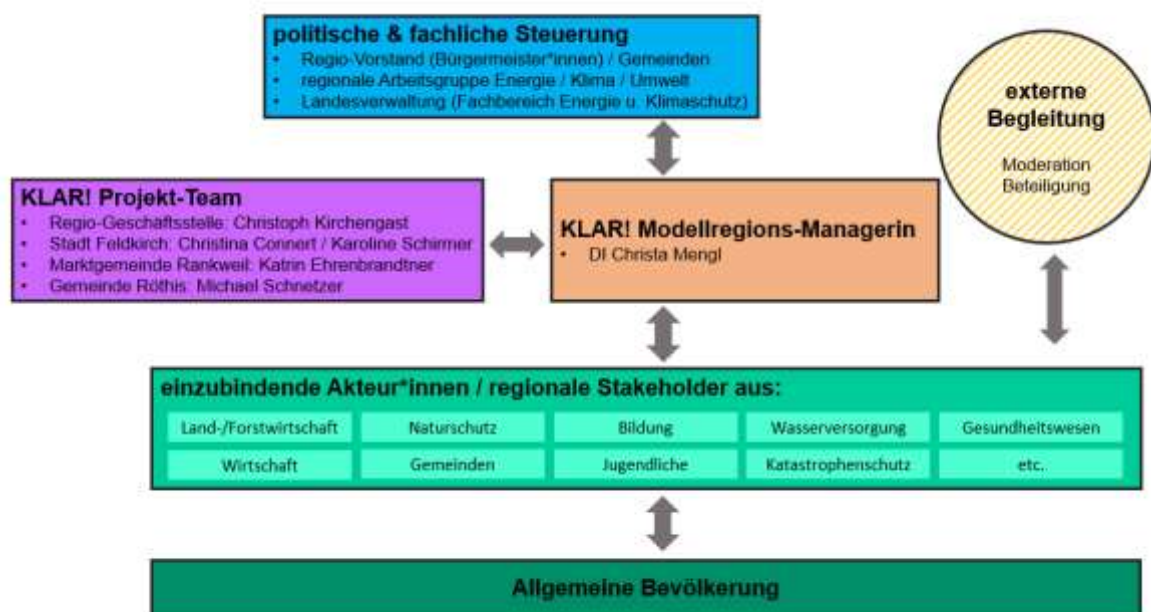 politische & fachliche Steuerung
• Regio-Vorstand (Bürgermeister*innen) / Gemeinden
• regionale Arbeitsgruppe Energie / Klima / Umwelt
• Landesverwaltung (Fachbereich Energie u. Klimaschutz)
externe
Begleitung
Moderation
Beteiligung
KLAR! Projekt-Team
• Regio-Geschäftsstelle: Christoph Kirchengast
• Stadt Feldkirch: Christina Connert / Karoline Schirmer
• Marktgemeinde Rankweil: Katrin Ehrenbrandtner
• Gemeinde Röthis: Michael Schnetzer
KLAR! Modellregions-Managerin
• DI Christa Mengl
einzubindende Akteur*innen / regionale Stakeholder aus:
Land-/Forstwirtschaft Naturschutz Bildung Wasserversorgung Gesundheitswesen
Wirtschaft Gemeinden Jugendliche Katastrophenschutz etc.
Allgemeine Bevölkerung